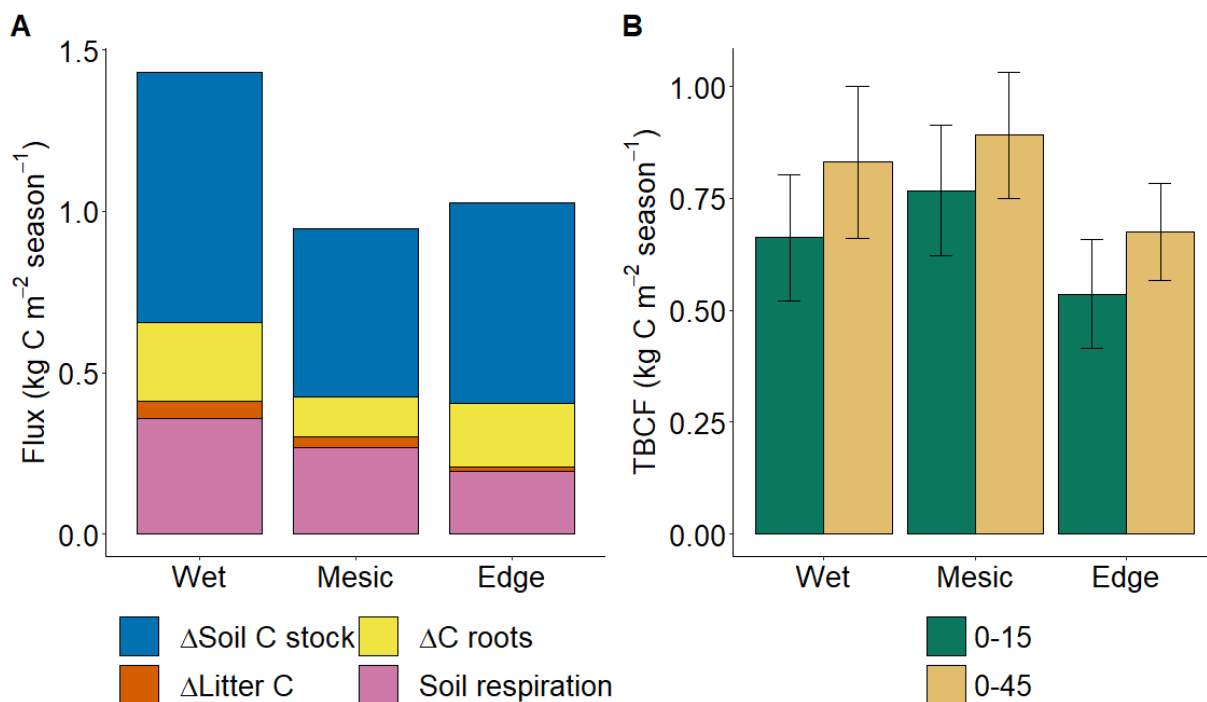 A
Flux (kg C m⁻² season⁻¹)
1.5
1.0
0.5
0.0
Wet Mesic Edge
ΔSoil C stock ΔC roots
ΔLitter C Soil respiration
B
TBCF (kg C m⁻² season⁻¹)
1.00
0.75
0.50
0.25
0.00
Wet Mesic Edge
0-15
0-45